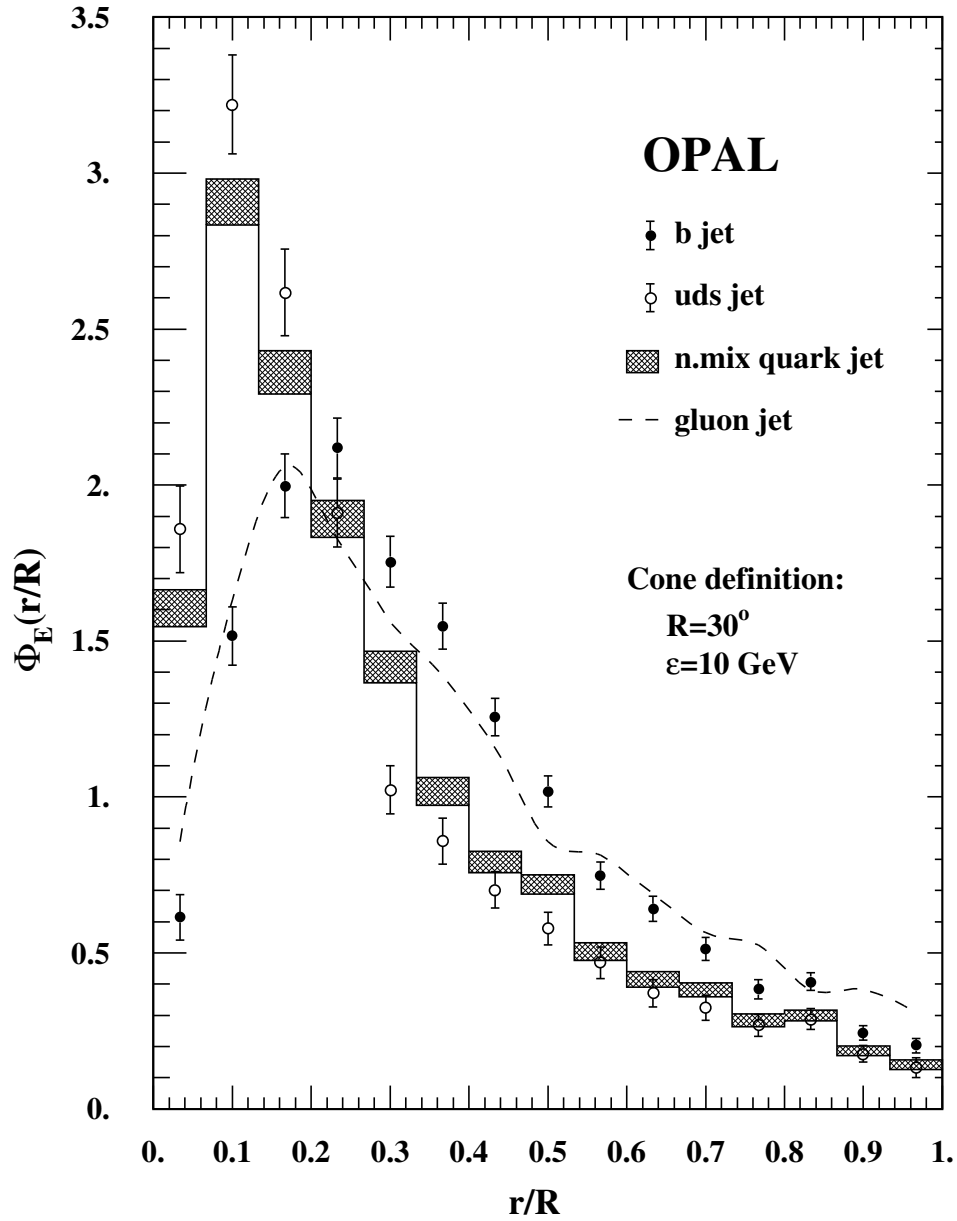 3.5
3.
2.5
2.
1.5
1.
0.5
0.
Φ_E(r/R)
OPAL
b jet
uds jet
n.mix quark jet
gluon jet
Cone definition:
R=30°
ε=10 GeV
0. 0.1 0.2 0.3 0.4 0.5 0.6 0.7 0.8 0.9 1.
r/R